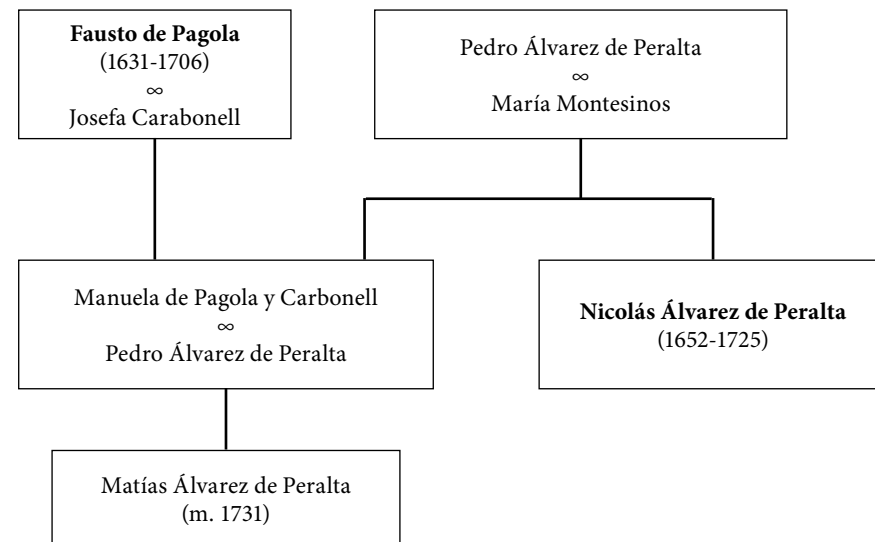 Fausto de Pagola
(1631-1706)
∞
Josefa Carabonell
Pedro Álvarez de Peralta
∞
María Montesinos
Manuela de Pagola y Carbonell
∞
Pedro Álvarez de Peralta
Nicolás Álvarez de Peralta
(1652-1725)
Matías Álvarez de Peralta
(m. 1731)